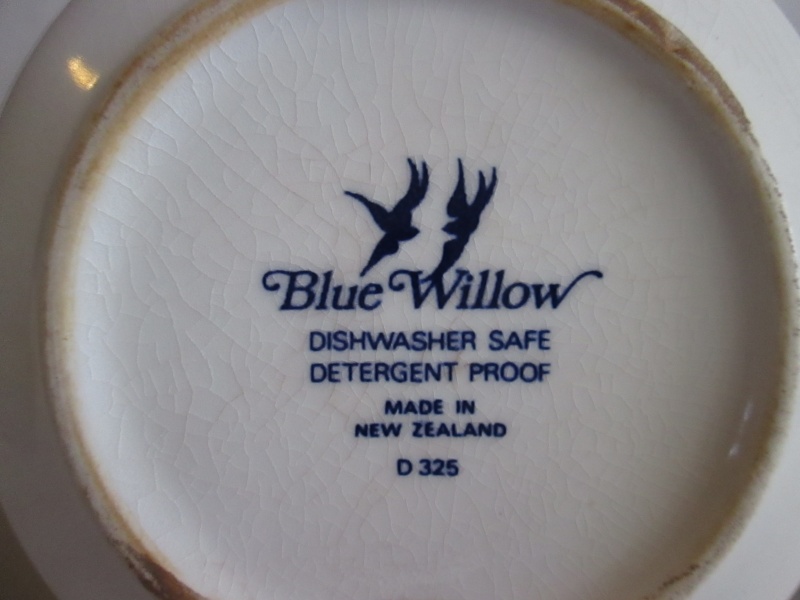 Blue Willow
DISHWASHER SAFE
DETERGENT PROOF
MADE IN
NEW ZEALAND
D 325